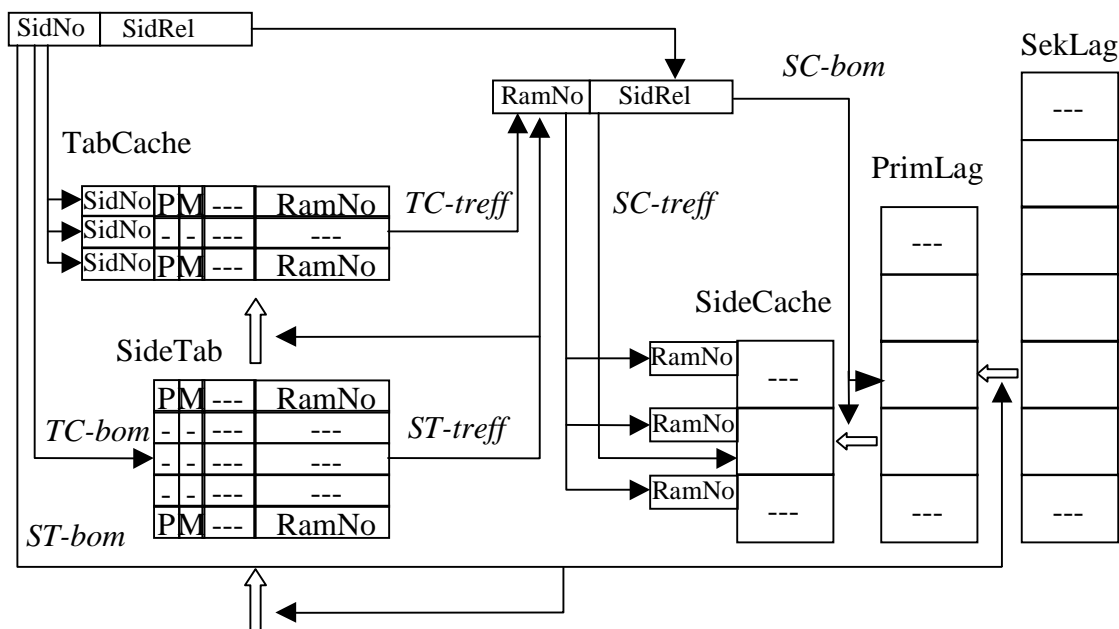 SidNo SidRel
SekLag
SC-bom
---
RamNo SidRel
TabCache
PrimLag
SidNo P M --- RamNo
TC-treff
SC-treff
SidNo - - --- ---
---
SidNo P M --- RamNo
SideCache
SideTab
RamNo
---
P M --- RamNo
- - --- ---
TC-bom
ST-treff
RamNo
- - --- ---
- - --- ---
RamNo
P M --- RamNo
---
---
---
ST-bom